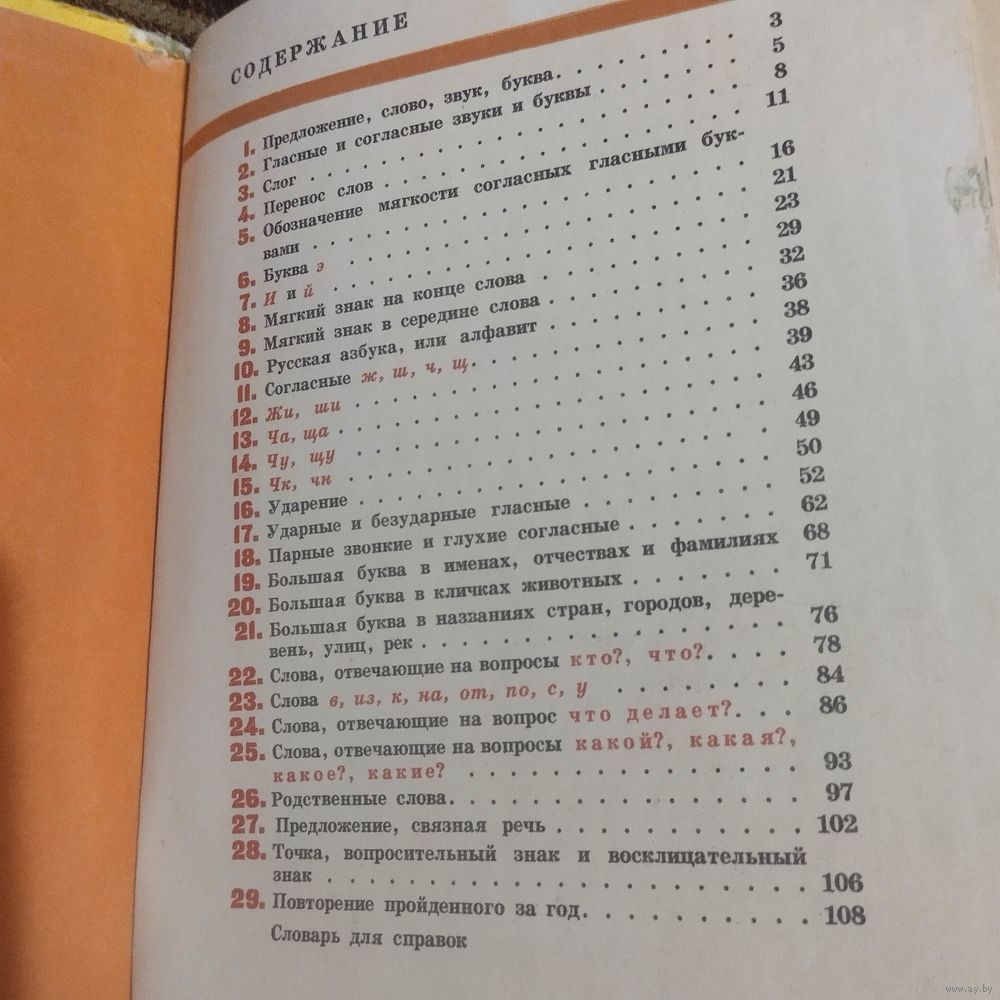 СОДЕРЖАНИЕ
1. Предложение, слово, звук, буква. . . . . . . . 3
2. Гласные и согласные звуки и буквы . . . . . . 5
3. Слог . . . . . . . . . . . . . . . . 8
4. Перенос слов . . . . . . . . . . . . . 11
5. Обозначение мягкости согласных гласными бук-
вами . . . . . . . . . . . . . . . . 16
6. Буква э . . . . . . . . . . . . . . . 21
7. И и й . . . . . . . . . . . . . . . . 23
8. Мягкий знак на конце слова . . . . . . . . 29
9. Мягкий знак в середине слова . . . . . . . . 32
10. Русская азбука, или алфавит . . . . . . . . 36
11. Согласные ж, ш, ч, щ. . . . . . . . . . . 38
12. Жи, ши . . . . . . . . . . . . . . . 39
13. Ча, ща . . . . . . . . . . . . . . . 43
14. Чу, щу . . . . . . . . . . . . . . . 46
15. Чк, чн . . . . . . . . . . . . . . . 49
16. Ударение . . . . . . . . . . . . . . 50
17. Ударные и безударные гласные . . . . . . . 52
18. Парные звонкие и глухие согласные . . . . . . 62
19. Большая буква в именах, отчествах и фамилиях 68
20. Большая буква в кличках животных . . . . . . 71
21. Большая буква в названиях стран, городов, дере-
вень, улиц, рек . . . . . . . . . . . . . 76
22. Слова, отвечающие на вопросы кто?, что?. . . . 78
23. Слова в, из, к, на, от, по, с, у . . . . . . . 84
24. Слова, отвечающие на вопрос что делает?. . . 86
25. Слова, отвечающие на вопросы какой?, какая?,
какое?, какие? . . . . . . . . . . . . 93
26. Родственные слова. . . . . . . . . . . . . 97
27. Предложение, связная речь . . . . . . . . . . 102
28. Точка, вопросительный знак и восклицательный
знак . . . . . . . . . . . . . . . . . 106
29. Повторение пройденного за год. . . . . . . . . 108
Словарь для справок
www.ay.by